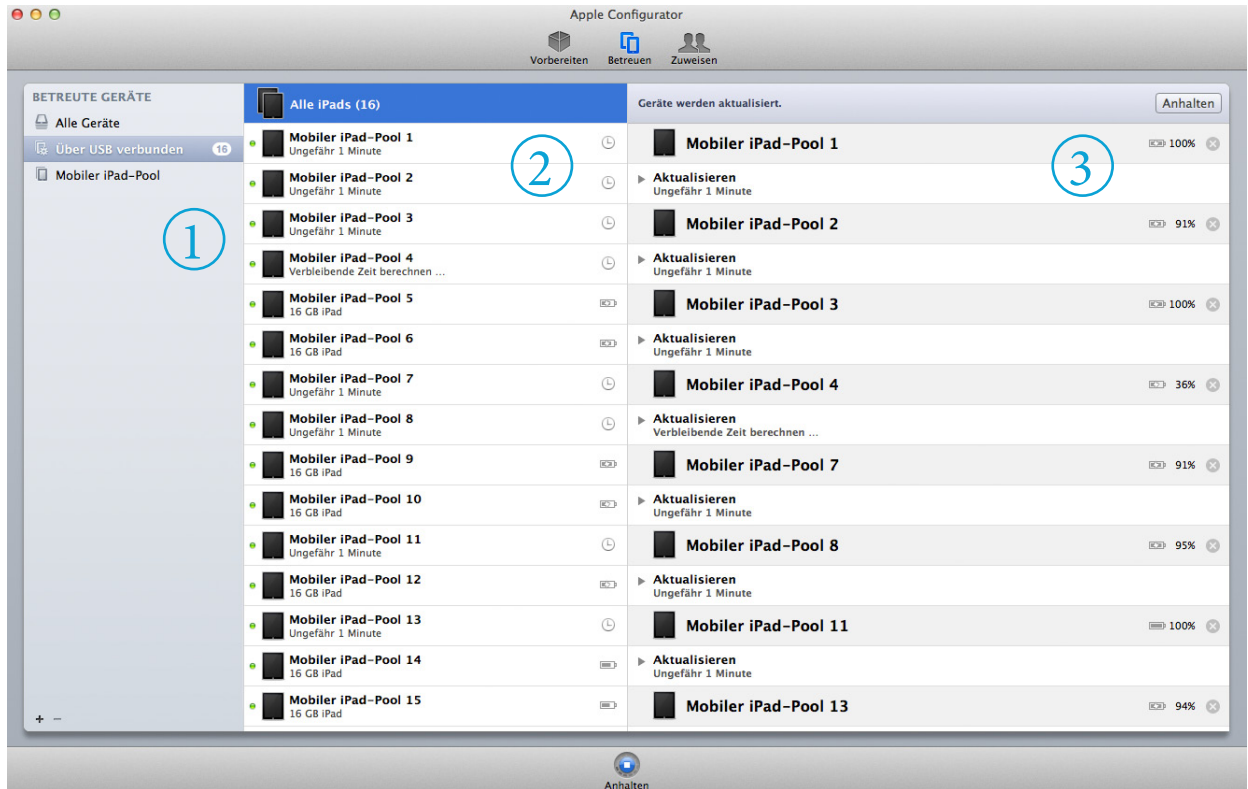 Apple Configurator
Vorbereiten Betreuen Zuweisen
BETREUTE GERÄTE
Alle Geräte
Über USB verbunden 16
Mobiler iPad-Pool
1
Alle iPads (16)
Mobiler iPad-Pool 1
Ungefähr 1 Minute
Mobiler iPad-Pool 2
Ungefähr 1 Minute
Mobiler iPad-Pool 3
Ungefähr 1 Minute
Mobiler iPad-Pool 4
Verbleibende Zeit berechnen ...
Mobiler iPad-Pool 5
16 GB iPad
Mobiler iPad-Pool 6
16 GB iPad
Mobiler iPad-Pool 7
Ungefähr 1 Minute
Mobiler iPad-Pool 8
Ungefähr 1 Minute
Mobiler iPad-Pool 9
16 GB iPad
Mobiler iPad-Pool 10
16 GB iPad
Mobiler iPad-Pool 11
Ungefähr 1 Minute
Mobiler iPad-Pool 12
16 GB iPad
Mobiler iPad-Pool 13
Ungefähr 1 Minute
Mobiler iPad-Pool 14
16 GB iPad
Mobiler iPad-Pool 15
16 GB iPad
2
Geräte werden aktualisiert. Anhalten
Mobiler iPad-Pool 1 100%
Aktualisieren
Ungefähr 1 Minute
Mobiler iPad-Pool 2 91%
Aktualisieren
Ungefähr 1 Minute
Mobiler iPad-Pool 3 100%
Aktualisieren
Ungefähr 1 Minute
Mobiler iPad-Pool 4 36%
Aktualisieren
Verbleibende Zeit berechnen ...
Mobiler iPad-Pool 7 91%
Aktualisieren
Ungefähr 1 Minute
Mobiler iPad-Pool 8 95%
Aktualisieren
Ungefähr 1 Minute
Mobiler iPad-Pool 11 100%
Aktualisieren
Ungefähr 1 Minute
Mobiler iPad-Pool 13 94%
3
Anhalten